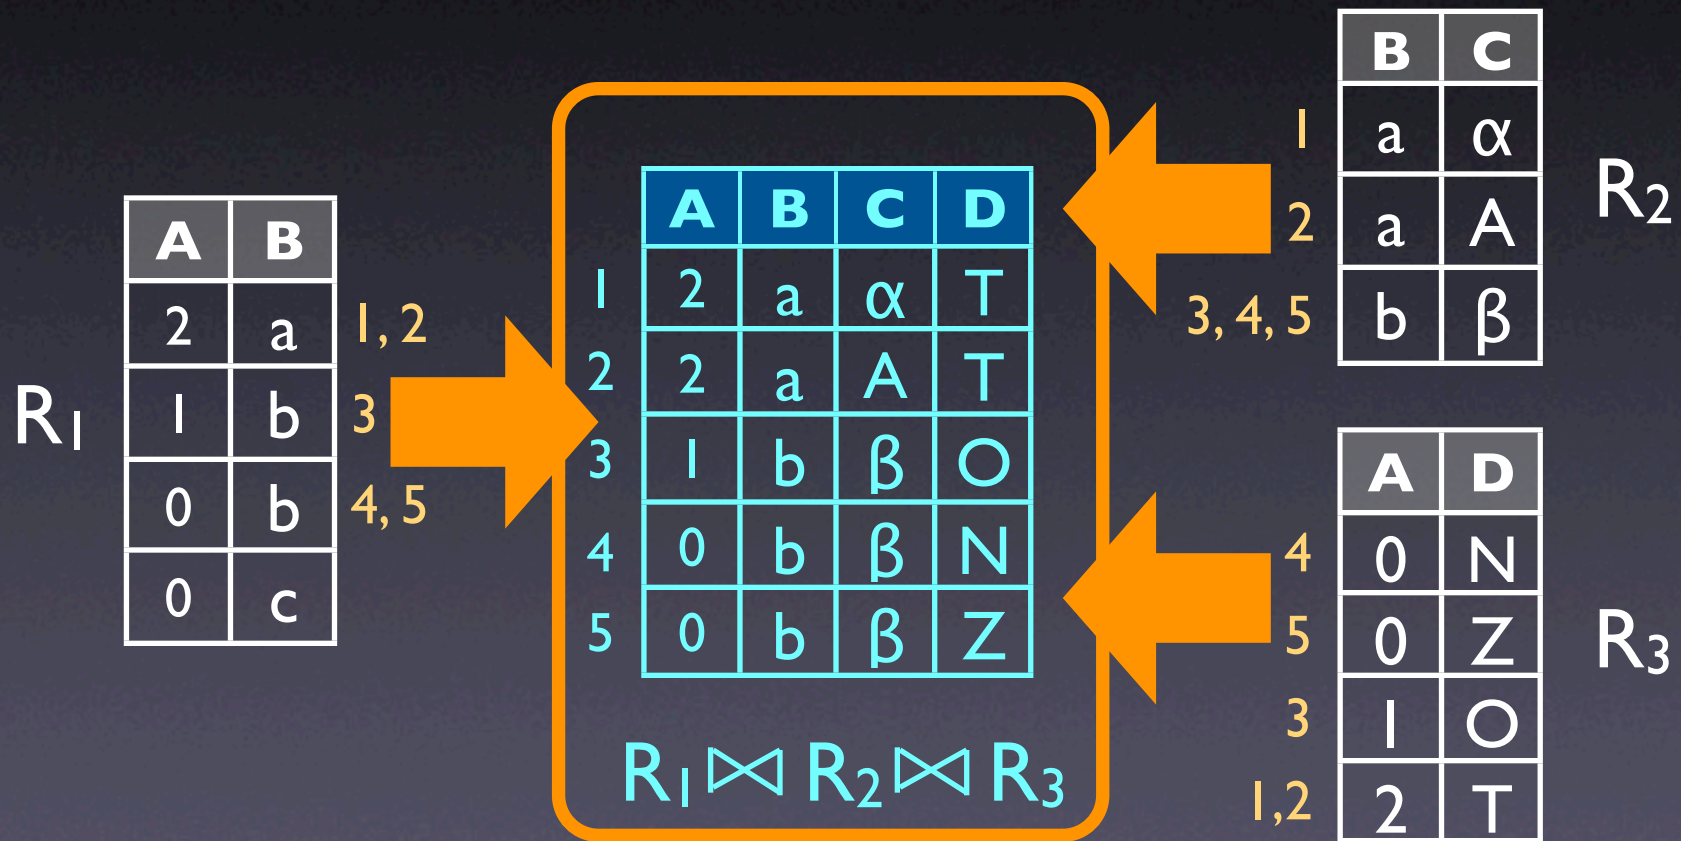 R1
A B
2 a 1, 2
1 b 3
0 b 4, 5
0 c
A B C D
1 2 a α T
2 2 a A T
3 1 b β O
4 0 b β N
5 0 b β Z
R1⋈ R2⋈ R3
B C
1 a α
2 a A
3, 4, 5 b β
R2
A D
4 0 N
5 0 Z
3 1 O
1,2 2 T
R3